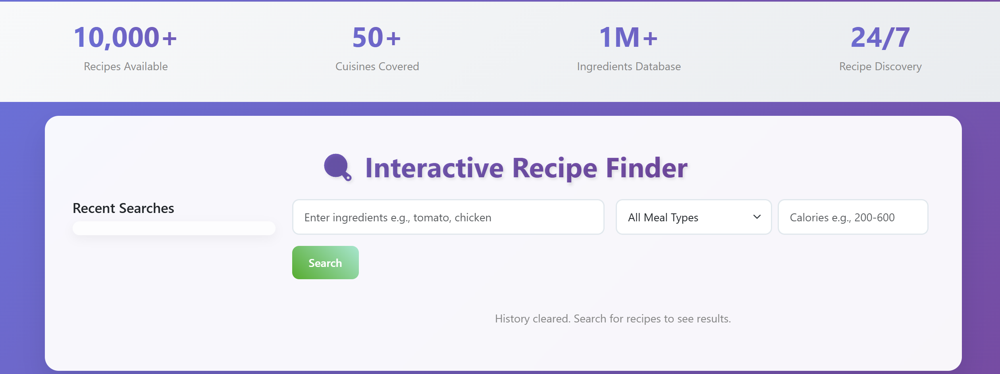 10,000+
Recipes Available
50+
Cuisines Covered
1M+
Ingredients Database
24/7
Recipe Discovery
Interactive Recipe Finder
Recent Searches
Enter ingredients e.g., tomato, chicken
All Meal Types
Calories e.g., 200-600
Search
History cleared. Search for recipes to see results.